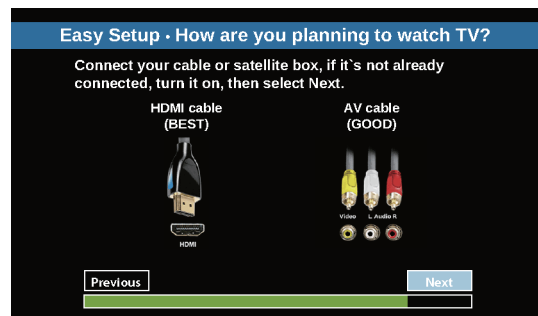 Easy Setup • How are you planning to watch TV?
Connect your cable or satellite box, if it`s not already
connected, turn it on, then select Next.
HDMI cable
(BEST)
AV cable
(GOOD)
Video L Audio R
HDMI
Previous
Next